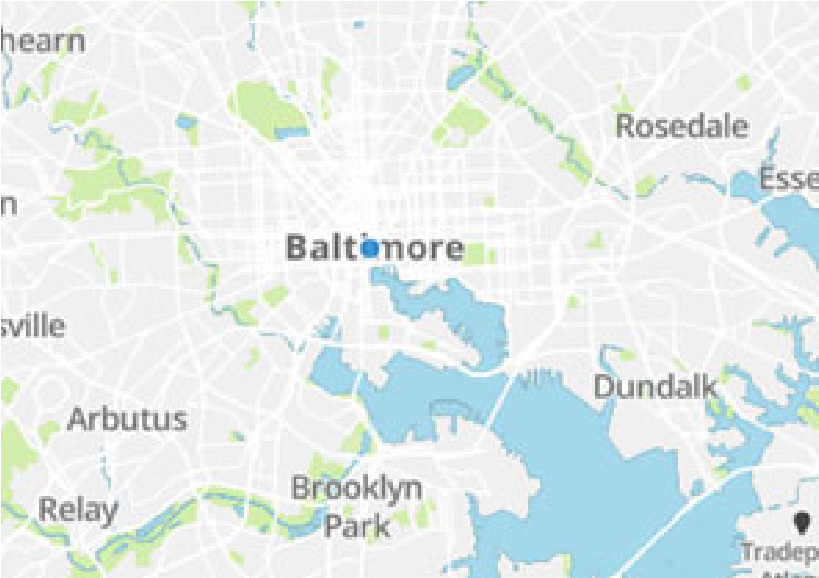 hearn
Rosedale
Esse
n
Baltimore
sville
Dundalk
Arbutus
Brooklyn
Park
Relay
Tradep